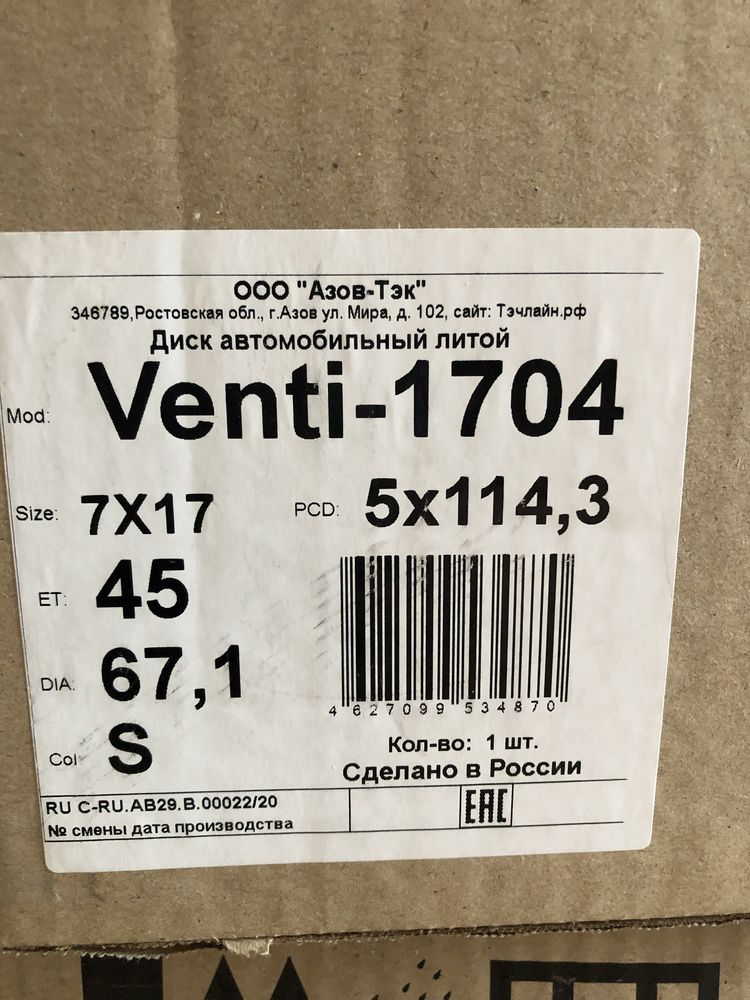 ООО "Азов-Тэк"
346789,Ростовская обл., г.Азов ул. Мира, д. 102, сайт: Тэчлайн.рф
Диск автомобильный литой
Mod: Venti-1704
Size: 7X17 PCD: 5x114,3
ET: 45
DIA: 67,1
4 627099 534870
Col: S
Кол-во: 1 шт.
Сделано в России
RU C-RU.АВ29.В.00022/20
EAC
№ смены дата производства